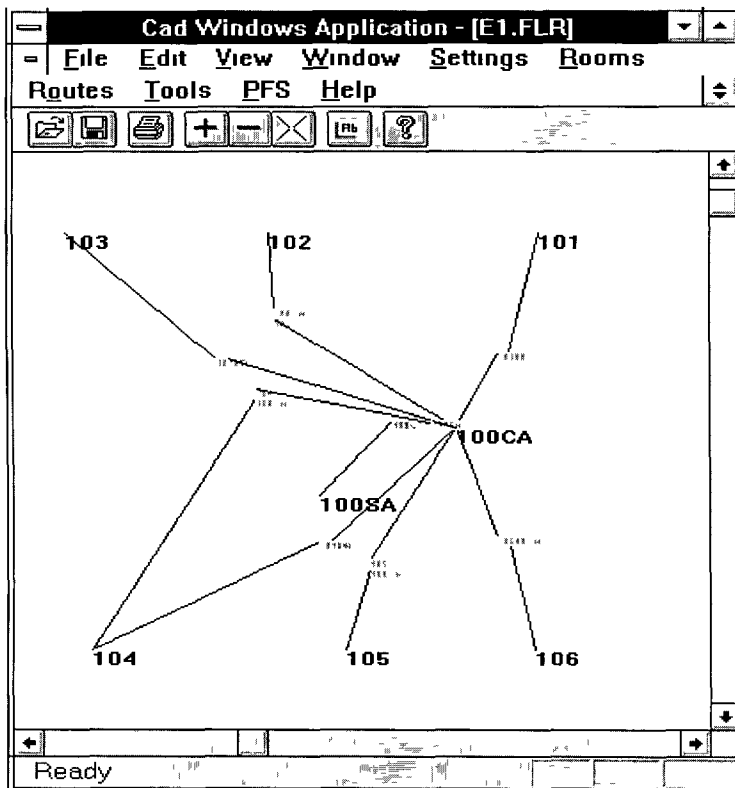 Cad Windows Application - [E1.FLR]
File Edit View Window Settings Rooms
Routes Tools PFS Help
Ab
103 102 101
100CA
100SA
104 105 106
Ready